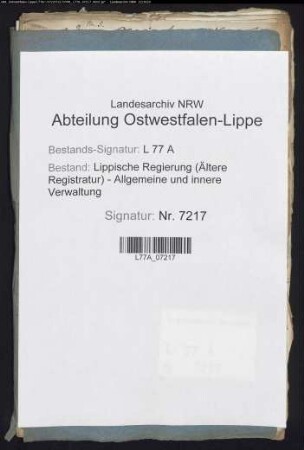 Landesarchiv NRW
Abteilung Ostwestfalen-Lippe
Bestands-Signatur: L 77 A
Bestand: Lippische Regierung (Ältere
Registratur) - Allgemeine und innere
Verwaltung
Signatur: Nr. 7217
L77A_07217